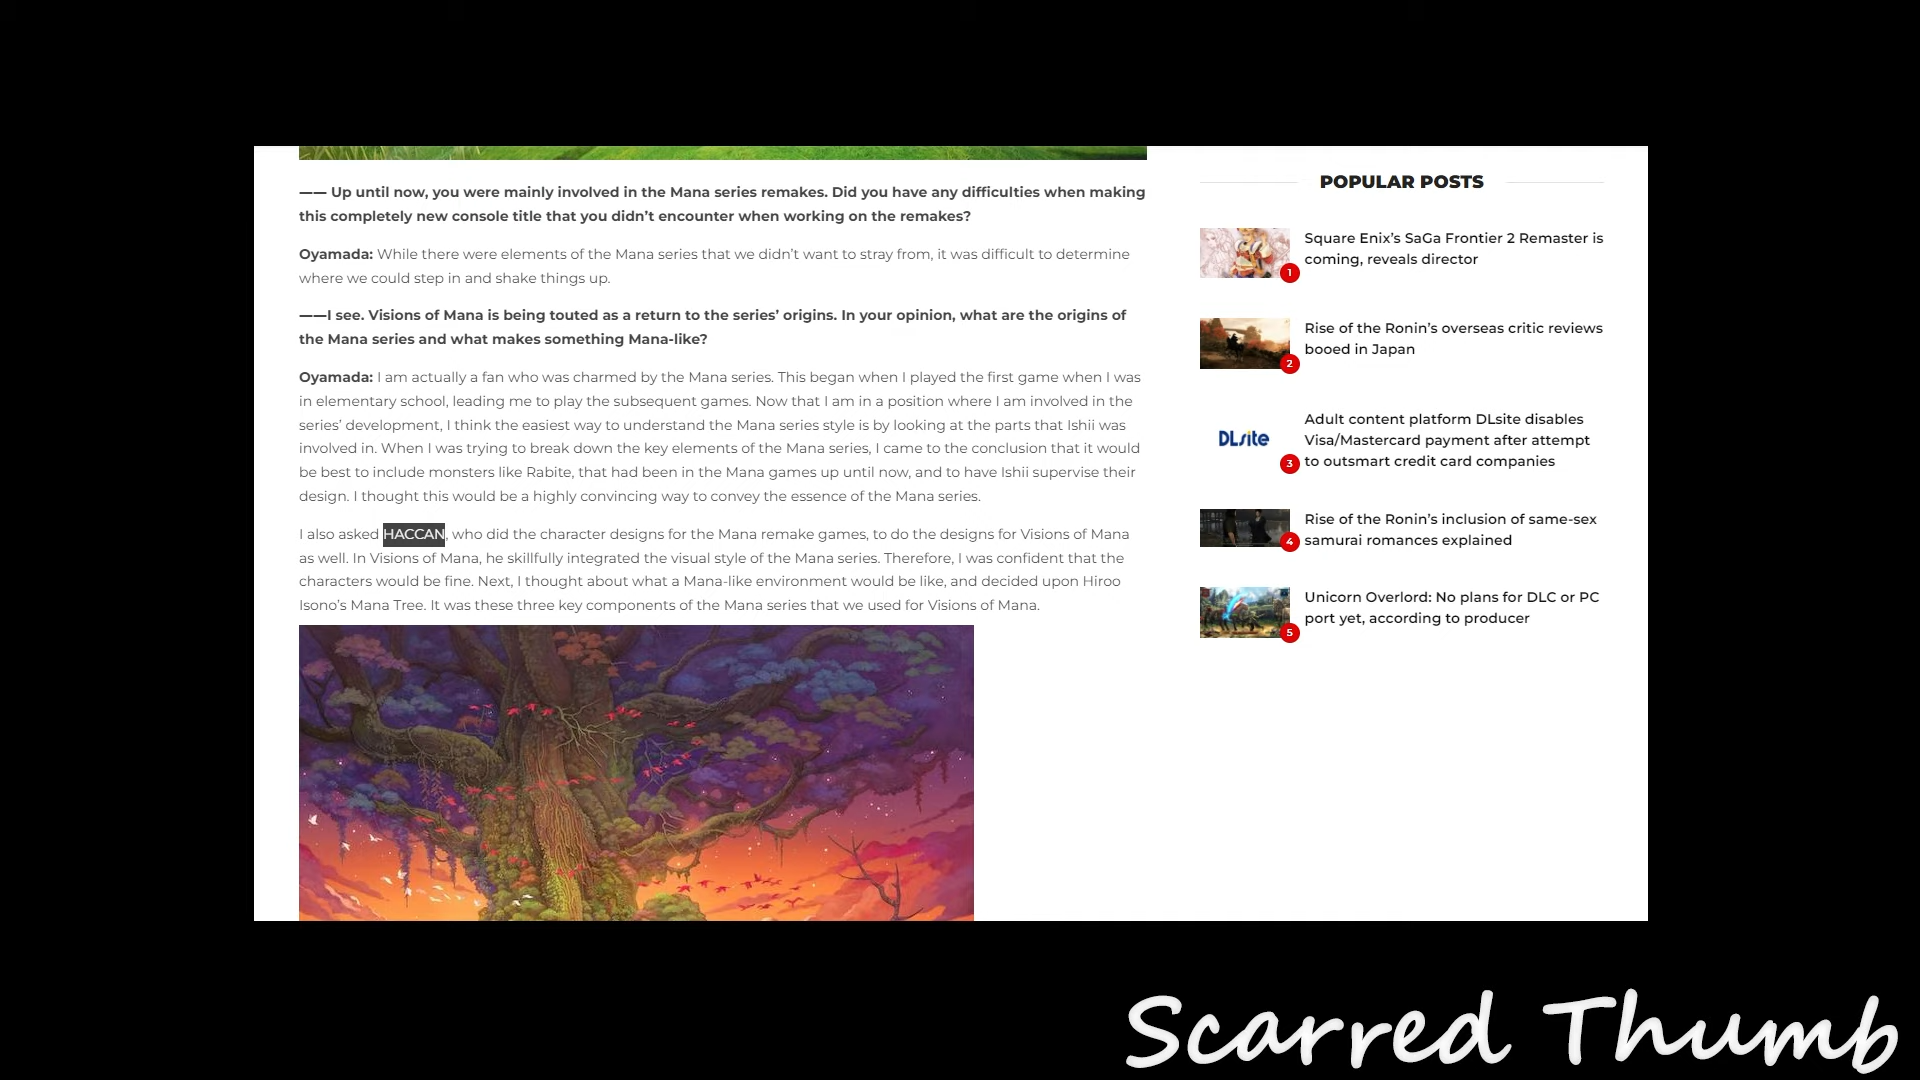 —— Up until now, you were mainly involved in the Mana series remakes. Did you have any difficulties when making
this completely new console title that you didn’t encounter when working on the remakes?
Oyamada: While there were elements of the Mana series that we didn’t want to stray from, it was difficult to determine
where we could step in and shake things up.
——I see. Visions of Mana is being touted as a return to the series’ origins. In your opinion, what are the origins of
the Mana series and what makes something Mana-like?
Oyamada: I am actually a fan who was charmed by the Mana series. This began when I played the first game when I was
in elementary school, leading me to play the subsequent games. Now that I am in a position where I am involved in the
series’ development, I think the easiest way to understand the Mana series style is by looking at the parts that Ishii was
involved in. When I was trying to break down the key elements of the Mana series, I came to the conclusion that it would
be best to include monsters like Rabite, that had been in the Mana games up until now, and to have Ishii supervise their
design. I thought this would be a highly convincing way to convey the essence of the Mana series.
I also asked HACCAN, who did the character designs for the Mana remake games, to do the designs for Visions of Mana
as well. In Visions of Mana, he skillfully integrated the visual style of the Mana series. Therefore, I was confident that the
characters would be fine. Next, I thought about what a Mana-like environment would be like, and decided upon Hiroo
Isono’s Mana Tree. It was these three key components of the Mana series that we used for Visions of Mana.
POPULAR POSTS
Square Enix’s SaGa Frontier 2 Remaster is
coming, reveals director
1
Rise of the Ronin’s overseas critic reviews
booed in Japan
2
DLsite
Adult content platform DLsite disables
Visa/Mastercard payment after attempt
to outsmart credit card companies
3
Rise of the Ronin’s inclusion of same-sex
samurai romances explained
4
Unicorn Overlord: No plans for DLC or PC
port yet, according to producer
5
Scarred Thumb